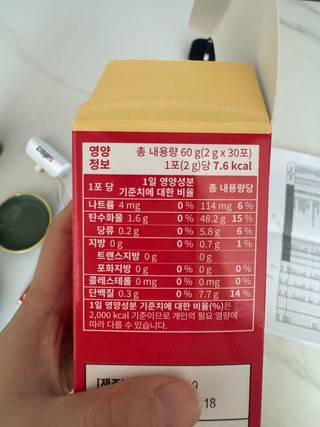 영양
정보
총 내용량 60 g(2 g x 30포)
1포(2 g)당 7.6 kcal
1포 당 1일 영양성분 기준치에 대한 비율 총 내용량당
나트륨 4 mg 0 % 114 mg 6 %
탄수화물 1.6 g 0 % 48.2 g 15 %
당류 0.2 g 0 % 5.8 g 6 %
지방 0 g 0 % 0.7 g 1 %
트랜스지방 0 g 0 g
포화지방 0 g 0 % 0 g 0 %
콜레스테롤 0 mg 0 % 0 mg 0 %
단백질 0.3 g 0 % 7.7 g 14 %
1일 영양성분 기준치에 대한 비율(%)은
2,000 kcal 기준이므로 개인의 필요 열량에
따라 다를 수 있습니다.
18